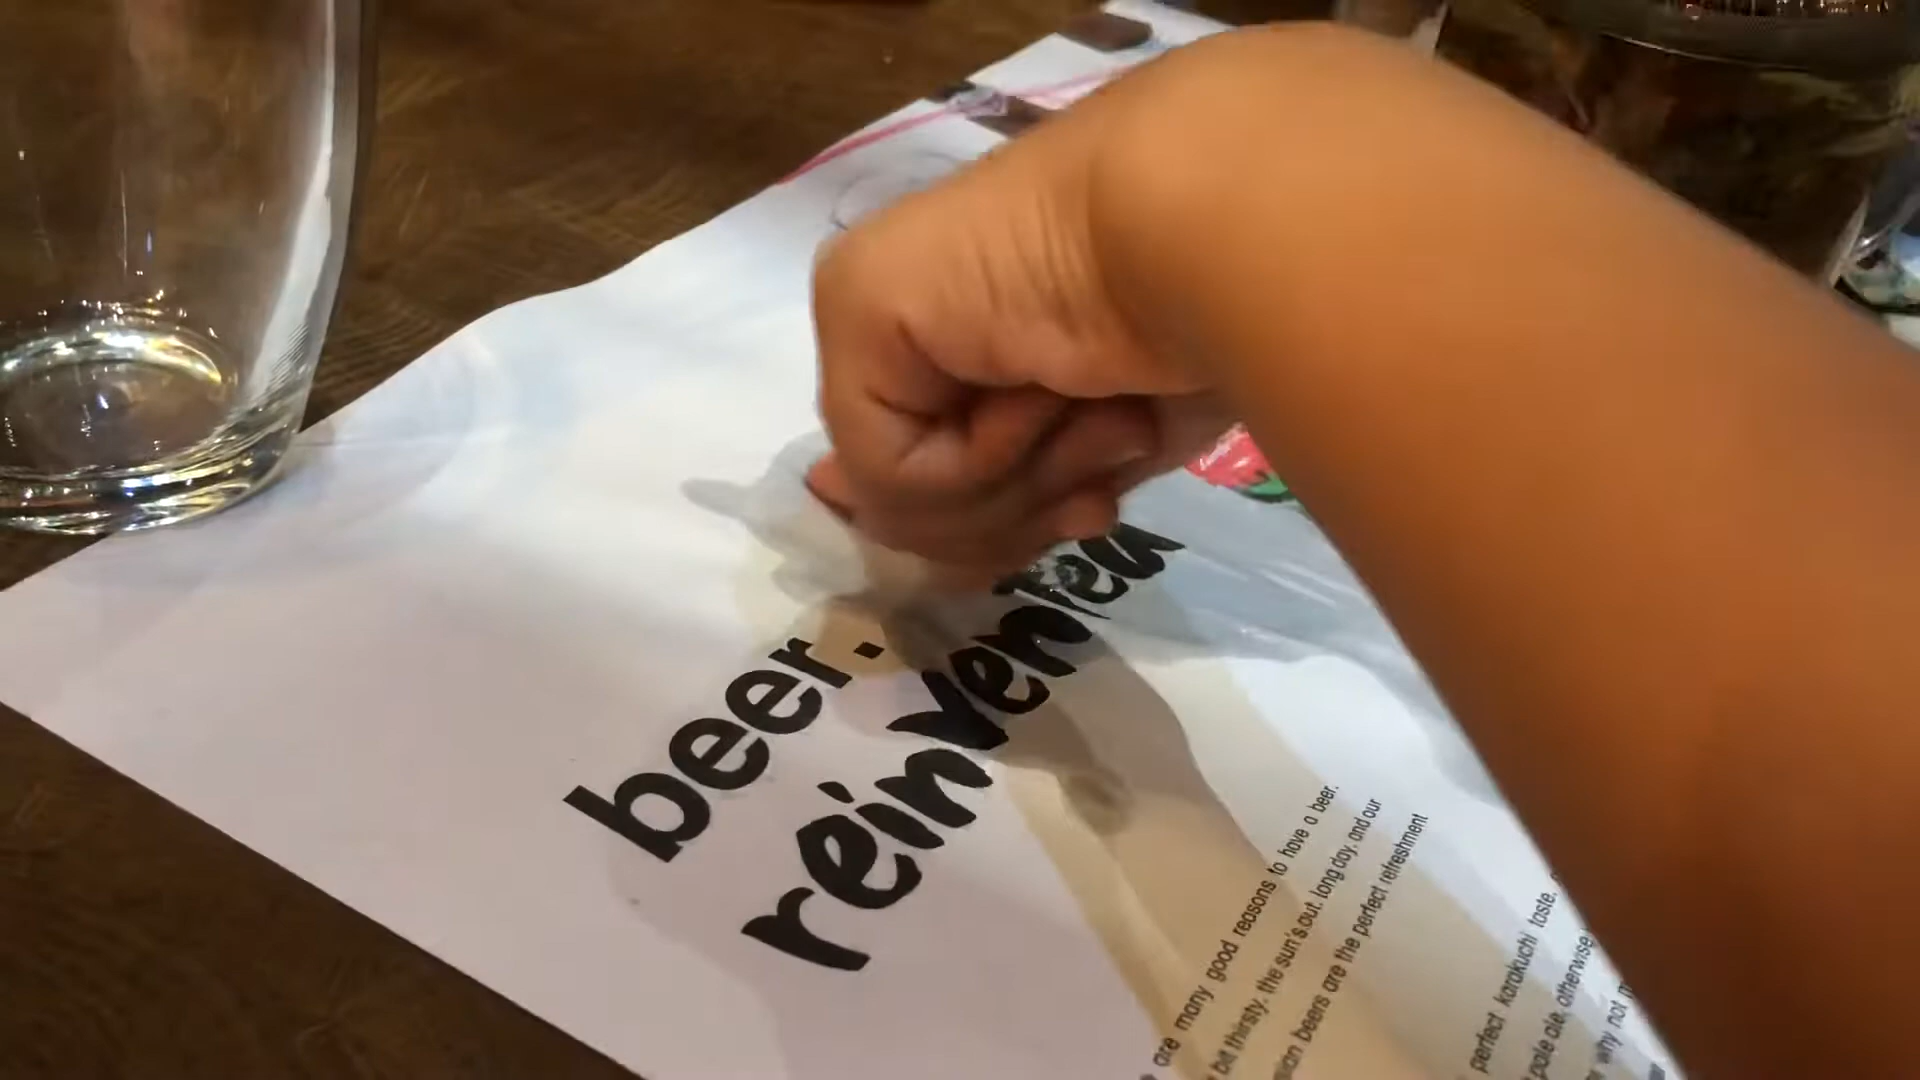 beer.
reinvented
are many good reasons to have a beer.
bit thirsty, the sun's out, long day, and our
beers are the perfect refreshment
perfect karakuchi taste.
pale ale, otherwise
why not